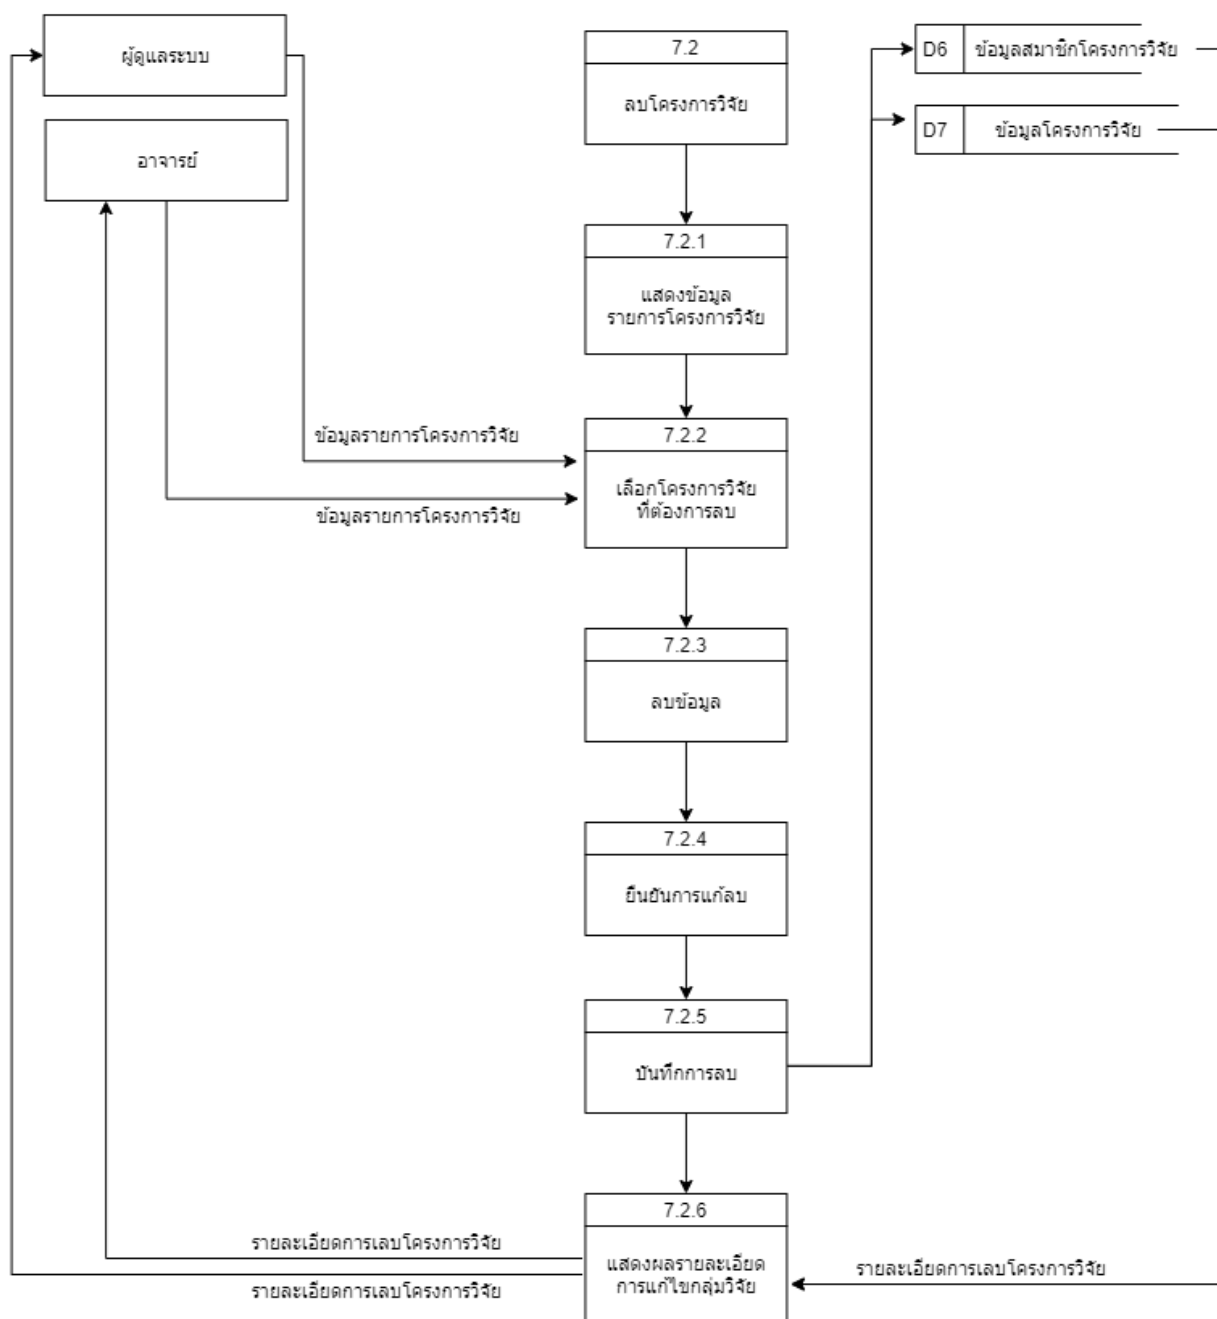 ผู้ดูแลระบบ
อาจารย์
7.2
ลบโครงการวิจัย
D6 ข้อมูลสมาชิกโครงการวิจัย
D7 ข้อมูลโครงการวิจัย
7.2.1
แสดงข้อมูล
รายการโครงการวิจัย
ข้อมูลรายการโครงการวิจัย
ข้อมูลรายการโครงการวิจัย
7.2.2
เลือกโครงการวิจัย
ที่ต้องการลบ
7.2.3
ลบข้อมูล
7.2.4
ยืนยันการแก้ลบ
7.2.5
บันทึกการลบ
7.2.6
แสดงผลรายละเอียด
การแก้ไขกลุ่มวิจัย
รายละเอียดการเลบโครงการวิจัย
รายละเอียดการเลบโครงการวิจัย
รายละเอียดการเลบโครงการวิจัย